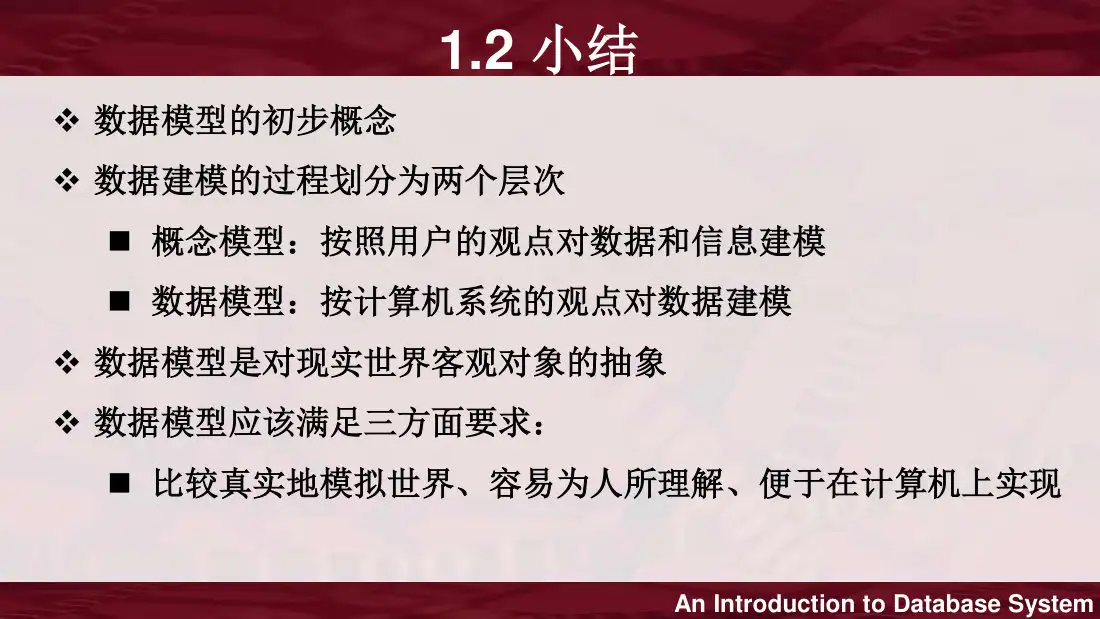 1.2 小结
❖ 数据模型的初步概念
❖ 数据建模的过程划分为两个层次
■ 概念模型：按照用户的观点对数据和信息建模
■ 数据模型：按计算机系统的观点对数据建模
❖ 数据模型是对现实世界客观对象的抽象
❖ 数据模型应该满足三方面要求：
■ 比较真实地模拟世界、容易为人所理解、便于在计算机上实现
An Introduction to Database System